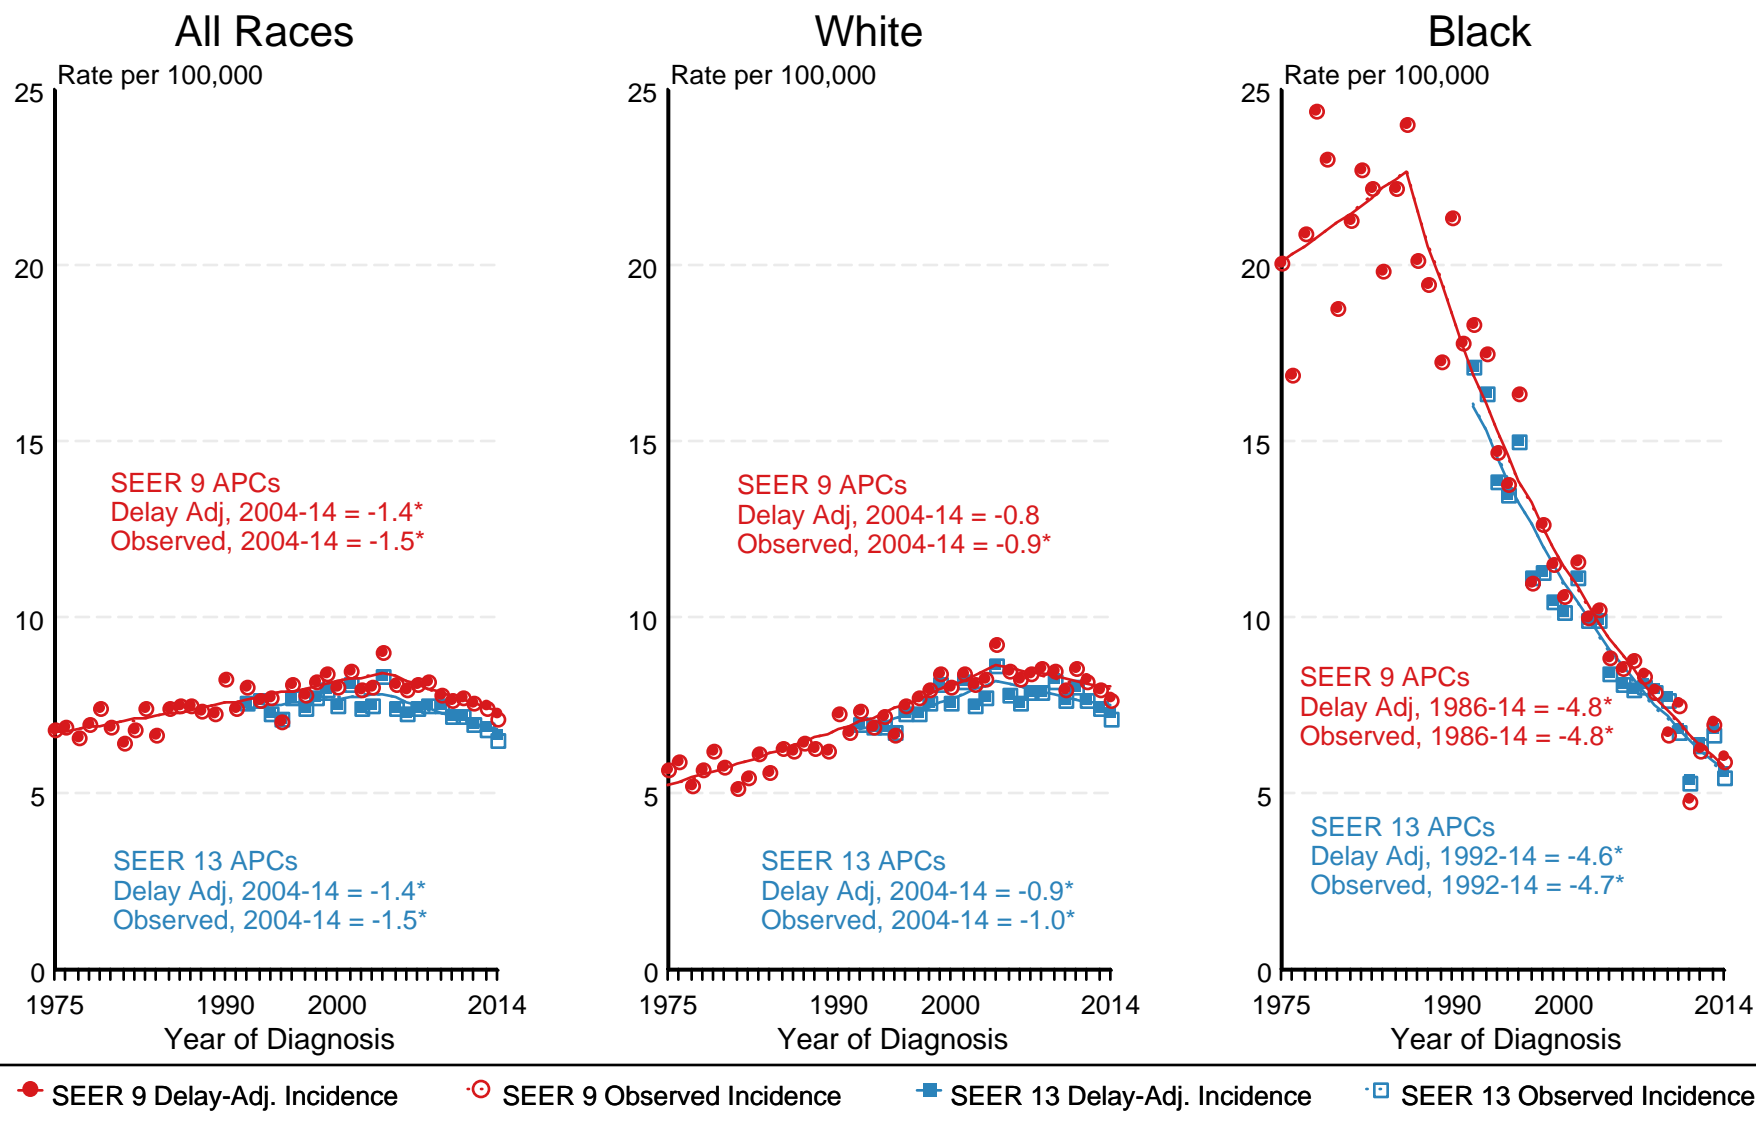 All Races
Rate per 100,000
25
20
15
10
5
0
SEER 9 APCs
Delay Adj, 2004-14 = -1.4*
Observed, 2004-14 = -1.5*
SEER 13 APCs
Delay Adj, 2004-14 = -1.4*
Observed, 2004-14 = -1.5*
1975 1990 2000 2014
Year of Diagnosis
White
Rate per 100,000
25
20
15
10
5
0
SEER 9 APCs
Delay Adj, 2004-14 = -0.8
Observed, 2004-14 = -0.9*
SEER 13 APCs
Delay Adj, 2004-14 = -0.9*
Observed, 2004-14 = -1.0*
1975 1990 2000 2014
Year of Diagnosis
Black
Rate per 100,000
25
20
15
10
5
0
SEER 9 APCs
Delay Adj, 1986-14 = -4.8*
Observed, 1986-14 = -4.8*
SEER 13 APCs
Delay Adj, 1992-14 = -4.6*
Observed, 1992-14 = -4.7*
1975 1990 2000 2014
Year of Diagnosis
SEER 9 Delay-Adj. Incidence SEER 9 Observed Incidence SEER 13 Delay-Adj. Incidence SEER 13 Observed Incidence